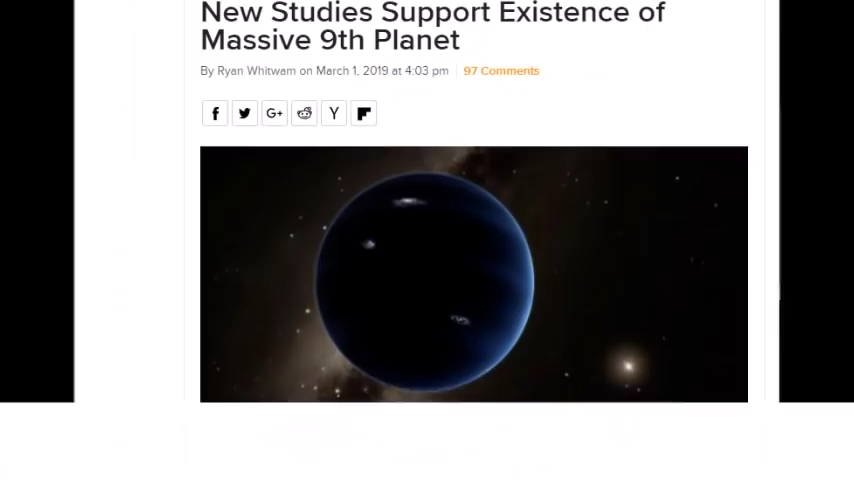 New Studies Support Existence of
Massive 9th Planet
By Ryan Whitwam on March 1, 2019 at 4:03 pm 97 Comments
f G+ Y